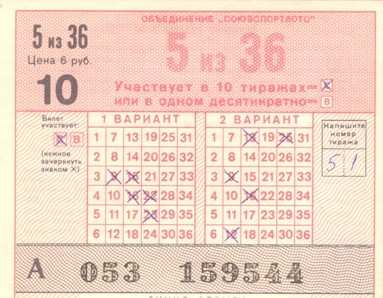 ОБЪЕДИНЕНИЕ „СОЮЗСПОРТЛОТО"
5 из 36
Цена 6 руб.
10
5 из 36
Участвует в 10 тиражах—
или в одном десятикратно— В
Билет
участвует:
В
(нужное
зачеркнуть
знаком X)
1 ВАРИАНТ
1 7 13 19 25 31
2 8 14 20 26 32
3 9 15 21 27 33
4 10 16 22 28 34
5 11 17 23 29 35
6 12 18 24 30 36
2 ВАРИАНТ
1 7 13 19 25 31
2 8 14 20 26 32
3 9 15 21 27 33
4 10 16 22 28 34
5 11 17 23 29 35
6 12 18 24 30 36
Напишите
номер
тиража
5 1
А 053 159544